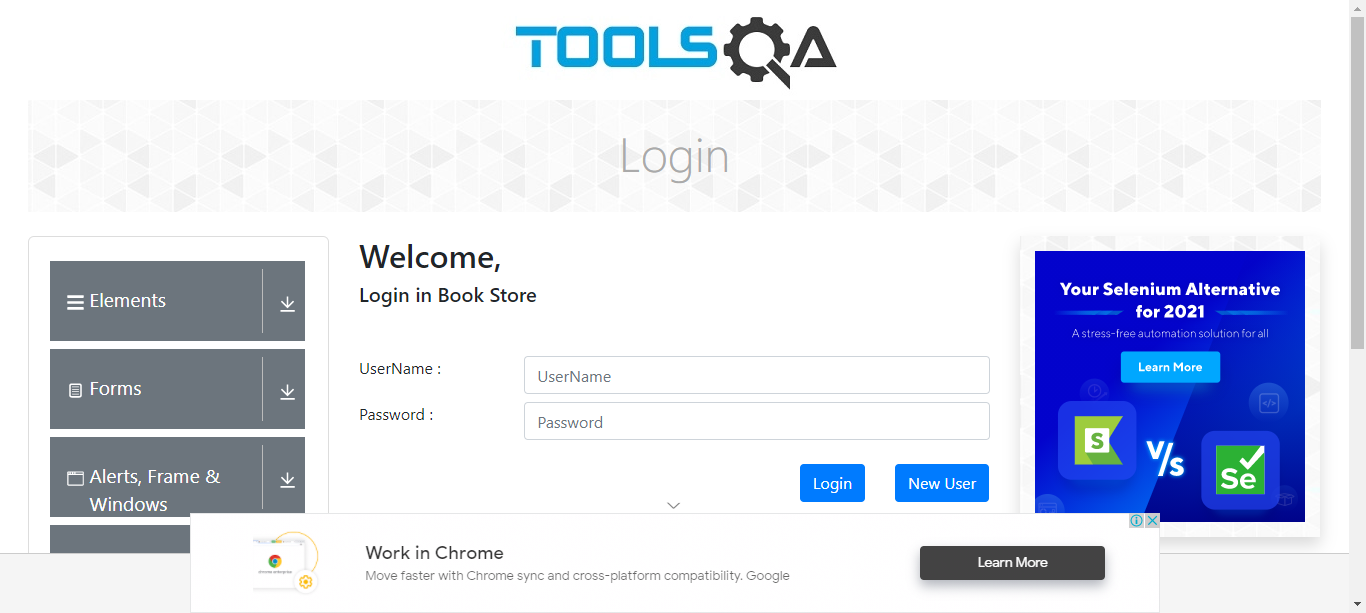 TOOLSQA
Login
Elements
Forms
Alerts, Frame &
Windows
Welcome,
Login in Book Store
UserName :
UserName
Password :
Password
Login
New User
Your Selenium Alternative
for 2021
A stress-free automation solution for all
Learn More
S
V/s
Se
Work in Chrome
Move faster with Chrome sync and cross-platform compatibility. Google
Learn More